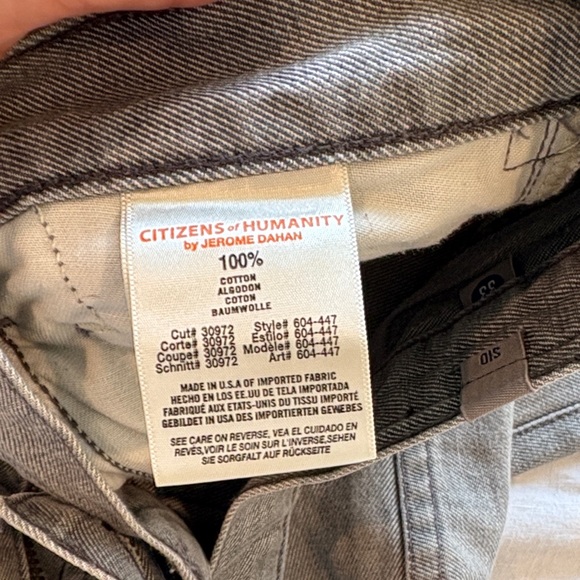 CITIZENS of HUMANITY
by JEROME DAHAN
100%
COTTON
ALGODON
COTON
BAUMWOLLE
Cut# 30972 Style# 604-447
Corte# 30972 Estilo# 604-447
Coupe# 30972 Modèle# 604-447
Schnitt# 30972 Art# 604-447
MADE IN U.S.A OF IMPORTED FABRIC
HECHO EN LOS EE.UU DE TELA IMPORTADA
FABRIQUÉ AUX ETATS-UNIS DU TISSU IMPORTÉ
GEBILDET IN USA DES IMPORTIERTEN GEWEBES
SEE CARE ON REVERSE, VEA EL CUIDADO EN
REVÉS,VOIR LE SOIN SUR L'INVERSE,SEHEN
SIE SORGFALT AUF RÜCKSEITE
33
SIO